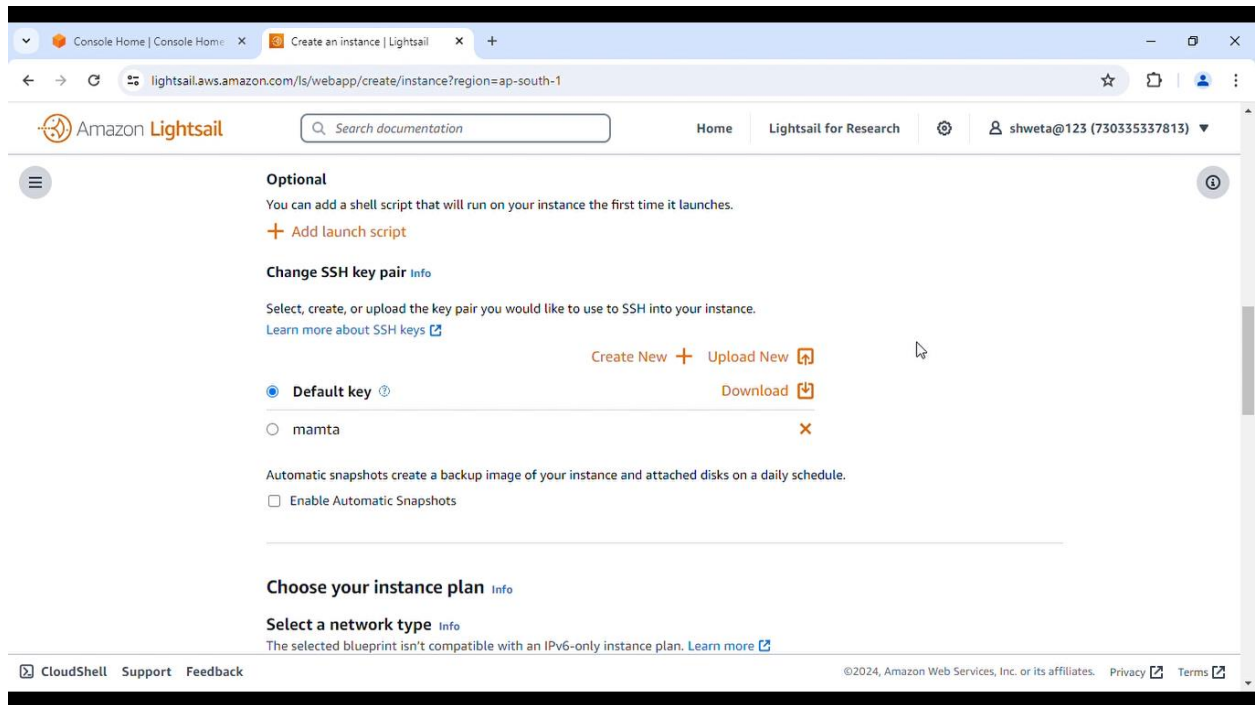 Console Home | Console Home
Create an instance | Lightsail
lightsail.aws.amazon.com/ls/webapp/create/instance?region=ap-south-1
Amazon Lightsail
Search documentation
Home
Lightsail for Research
shweta@123 (730335337813)
Optional
You can add a shell script that will run on your instance the first time it launches.
Add launch script
Change SSH key pair Info
Select, create, or upload the key pair you would like to use to SSH into your instance.
Learn more about SSH keys
Create New
Upload New
Default key
Download
mamta
Automatic snapshots create a backup image of your instance and attached disks on a daily schedule.
Enable Automatic Snapshots
Choose your instance plan Info
Select a network type Info
The selected blueprint isn't compatible with an IPv6-only instance plan. Learn more
CloudShell Support Feedback
©2024, Amazon Web Services, Inc. or its affiliates. Privacy Terms